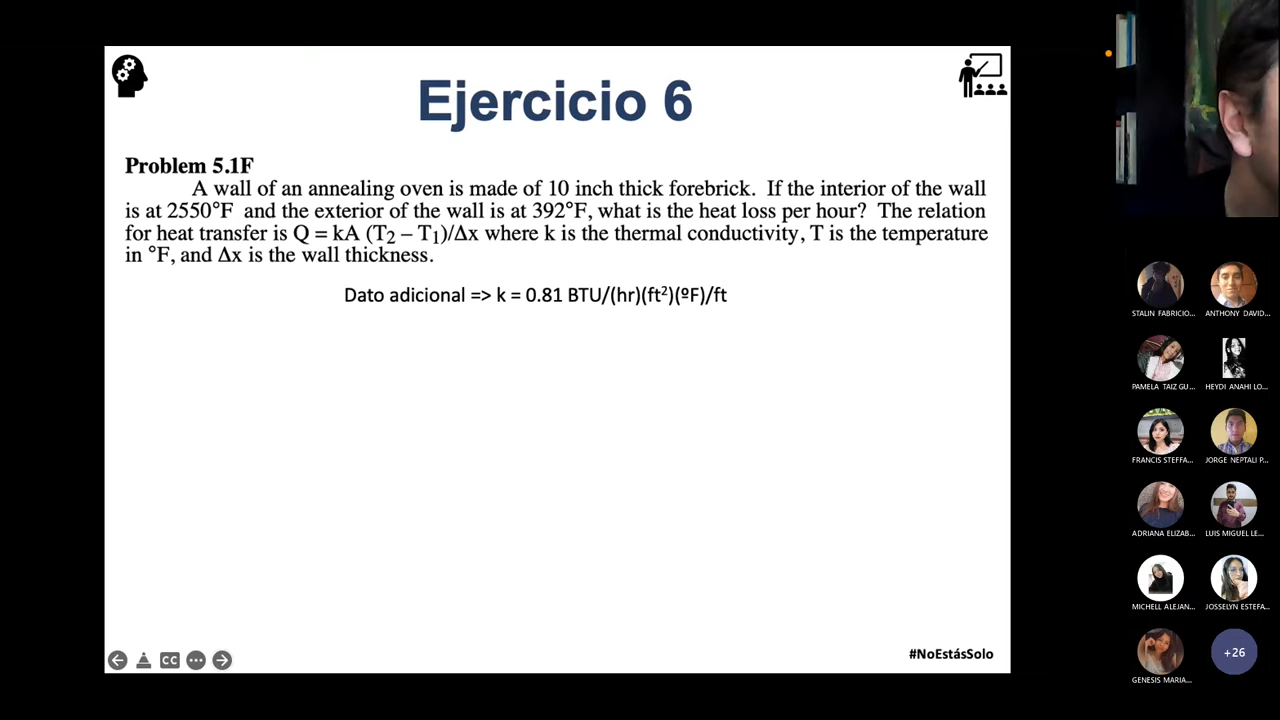 Ejercicio 6
Problem 5.1F
A wall of an annealing oven is made of 10 inch thick forebrick. If the interior of the wall
is at 2550°F and the exterior of the wall is at 392°F, what is the heat loss per hour? The relation
for heat transfer is Q = kA (T₂ – T₁)/Δx where k is the thermal conductivity, T is the temperature
in °F, and Δx is the wall thickness.
Dato adicional => k = 0.81 BTU/(hr)(ft²)(ºF)/ft
#NoEstásSolo
CC
STALIN FABRICIO...
ANTHONY DAVID...
PAMELA TAIZ GU...
HEYDI ANAHI LO...
FRANCIS STEFFA...
JORGE NEPTALI P...
ADRIANA ELIZAB...
LUIS MIGUEL LE...
MICHELL ALEJAN...
JOSSELYN ESTEFA...
GENESIS MARIA...
+26